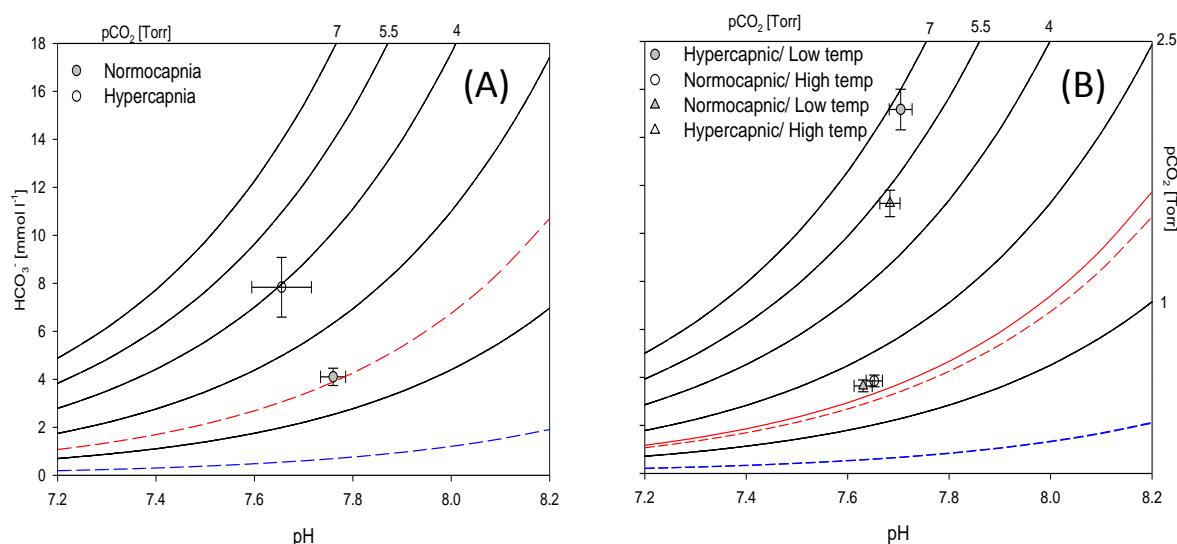 pCO2 [Torr] 7 5.5 4
Normocapnia
Hypercapnia
(A)
HCO3- [mmol l-1]
18
16
14
12
10
8
6
4
2
0
7.2 7.4 7.6 7.8 8.0 8.2
pH
pCO2 [Torr] 7 5.5 4
2.5
Hypercapnic/ Low temp
Normocapnic/ High temp
Normocapnic/ Low temp
Hypercapnic/ High temp
(B)
pCO2 [Torr]
1
7.2 7.4 7.6 7.8 8.0 8.2
pH